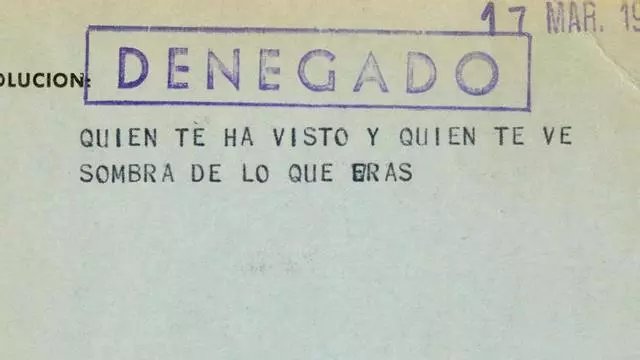 17 MAR. 19
OLUCION:
DENEGADO
QUIEN TE HA VISTO Y QUIEN TE VE
SOMBRA DE LO QUE ERAS